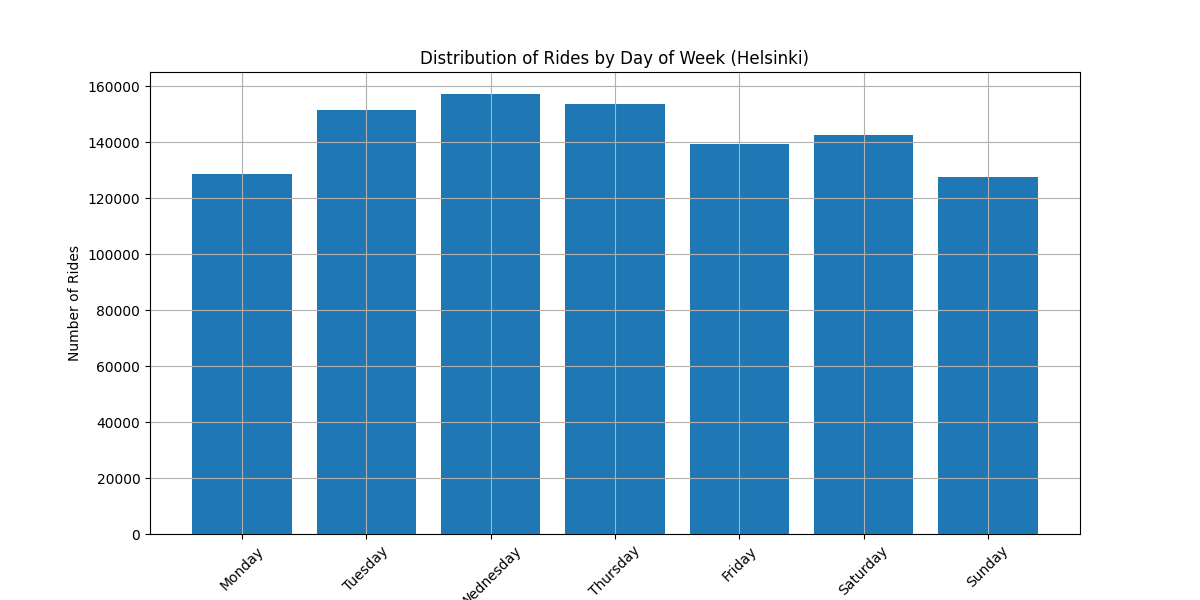 Distribution of Rides by Day of Week (Helsinki)
Number of Rides
160000
140000
120000
100000
80000
60000
40000
20000
0
Monday
Tuesday
Wednesday
Thursday
Friday
Saturday
Sunday